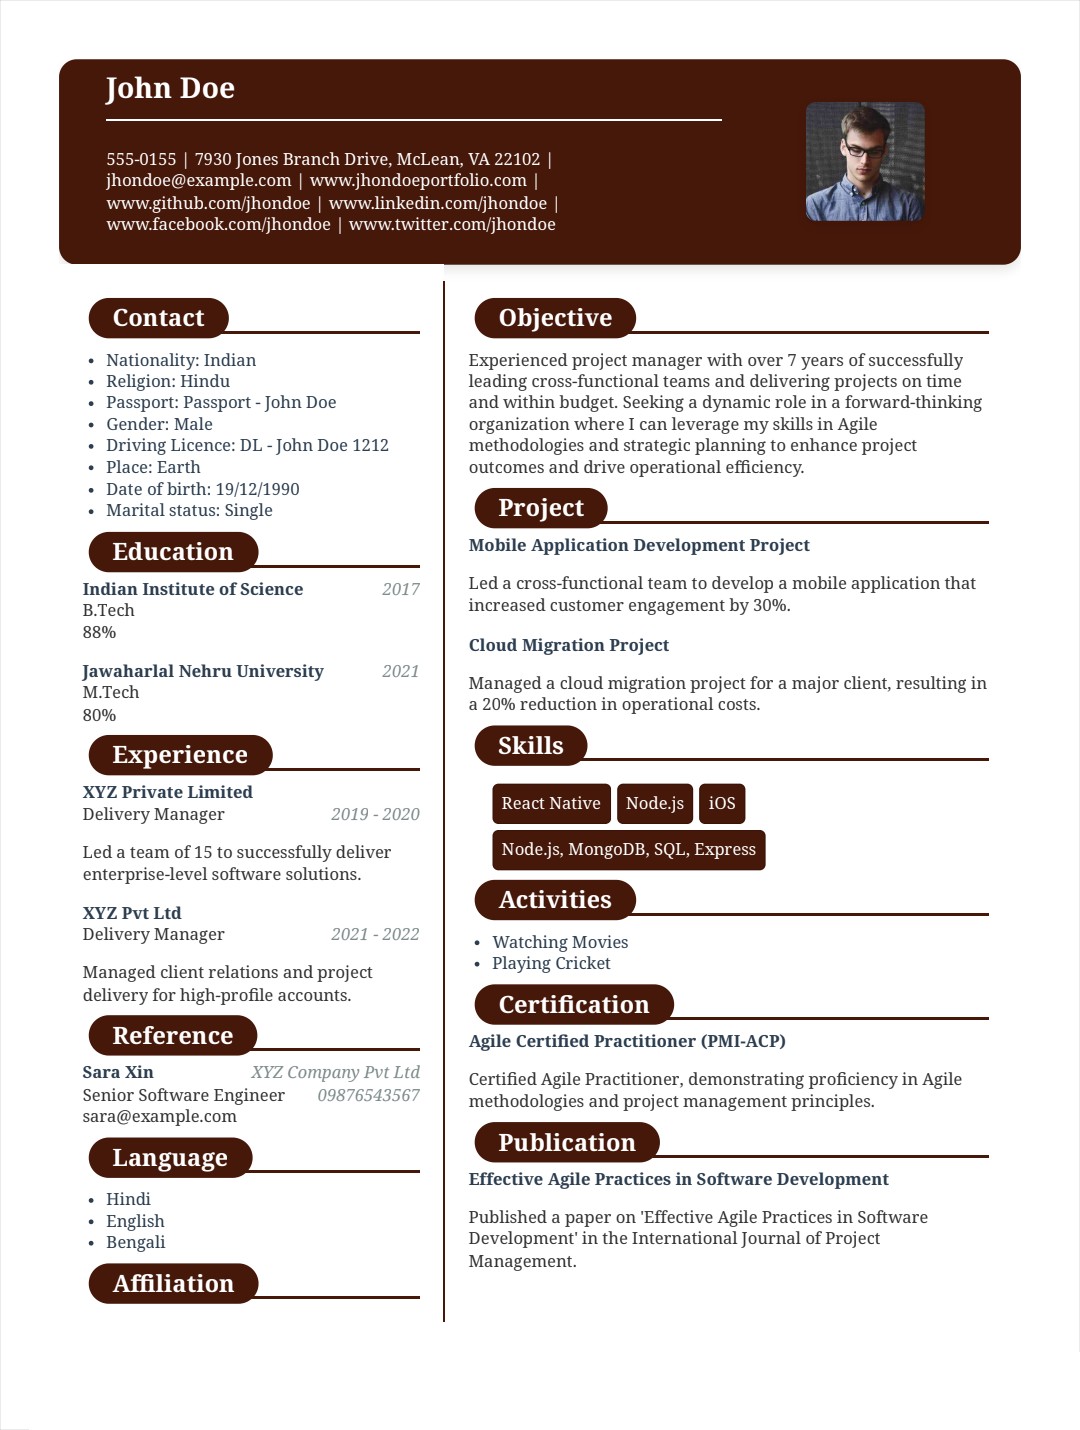 John Doe
555-0155 | 7930 Jones Branch Drive, McLean, VA 22102 |
jhondoe@example.com | www.jhondoeportfolio.com |
www.github.com/jhondoe | www.linkedin.com/jhondoe |
www.facebook.com/jhondoe | www.twitter.com/jhondoe
Contact
• Nationality: Indian
• Religion: Hindu
• Passport: Passport - John Doe
• Gender: Male
• Driving Licence: DL - John Doe 1212
• Place: Earth
• Date of birth: 19/12/1990
• Marital status: Single
Education
Indian Institute of Science 2017
B.Tech
88%
Jawaharlal Nehru University 2021
M.Tech
80%
Experience
XYZ Private Limited
Delivery Manager 2019 - 2020
Led a team of 15 to successfully deliver
enterprise-level software solutions.
XYZ Pvt Ltd
Delivery Manager 2021 - 2022
Managed client relations and project
delivery for high-profile accounts.
Reference
Sara Xin XYZ Company Pvt Ltd
Senior Software Engineer 09876543567
sara@example.com
Language
• Hindi
• English
• Bengali
Affiliation
Objective
Experienced project manager with over 7 years of successfully
leading cross-functional teams and delivering projects on time
and within budget. Seeking a dynamic role in a forward-thinking
organization where I can leverage my skills in Agile
methodologies and strategic planning to enhance project
outcomes and drive operational efficiency.
Project
Mobile Application Development Project
Led a cross-functional team to develop a mobile application that
increased customer engagement by 30%.
Cloud Migration Project
Managed a cloud migration project for a major client, resulting in
a 20% reduction in operational costs.
Skills
React Native Node.js iOS
Node.js, MongoDB, SQL, Express
Activities
• Watching Movies
• Playing Cricket
Certification
Agile Certified Practitioner (PMI-ACP)
Certified Agile Practitioner, demonstrating proficiency in Agile
methodologies and project management principles.
Publication
Effective Agile Practices in Software Development
Published a paper on 'Effective Agile Practices in Software
Development' in the International Journal of Project
Management.